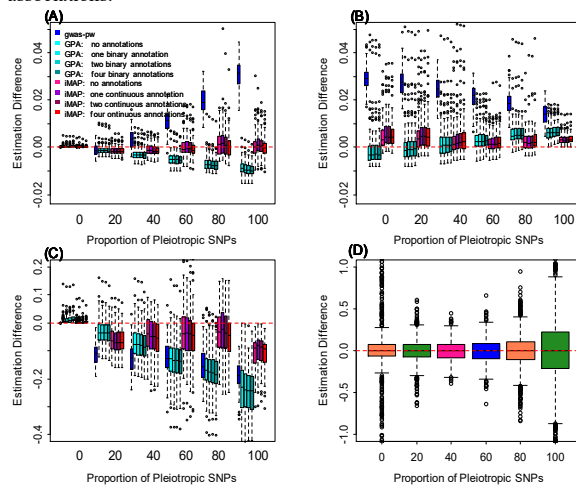 associations.
(A)
gwas-pw
GPA: no annotations
GPA: one binary annotation
GPA: two binary annotations
GPA: four binary annotations
iMAP: no annotations
iMAP: one continuous annotation
iMAP: two continuous annotations
iMAP: four ontinuous annotations
Estimation Difference
-0.02 0.00 0.02 0.04
0 20 40 60 80 100
Proportion of Pleiotropic SNPs
(B)
Estimation Difference
-0.02 0.00 0.02 0.04
0 20 40 60 80 100
Proportion of Pleiotropic SNPs
(C)
Estimation Difference
-0.4 -0.2 0.0 0.1 0.2
0 20 40 60 80 100
Proportion of Pleiotropic SNPs
(D)
Estimation Difference
-1.0 -0.5 0.0 0.5 1.0
0 20 40 60 80 100
Proportion of Pleiotropic SNPs